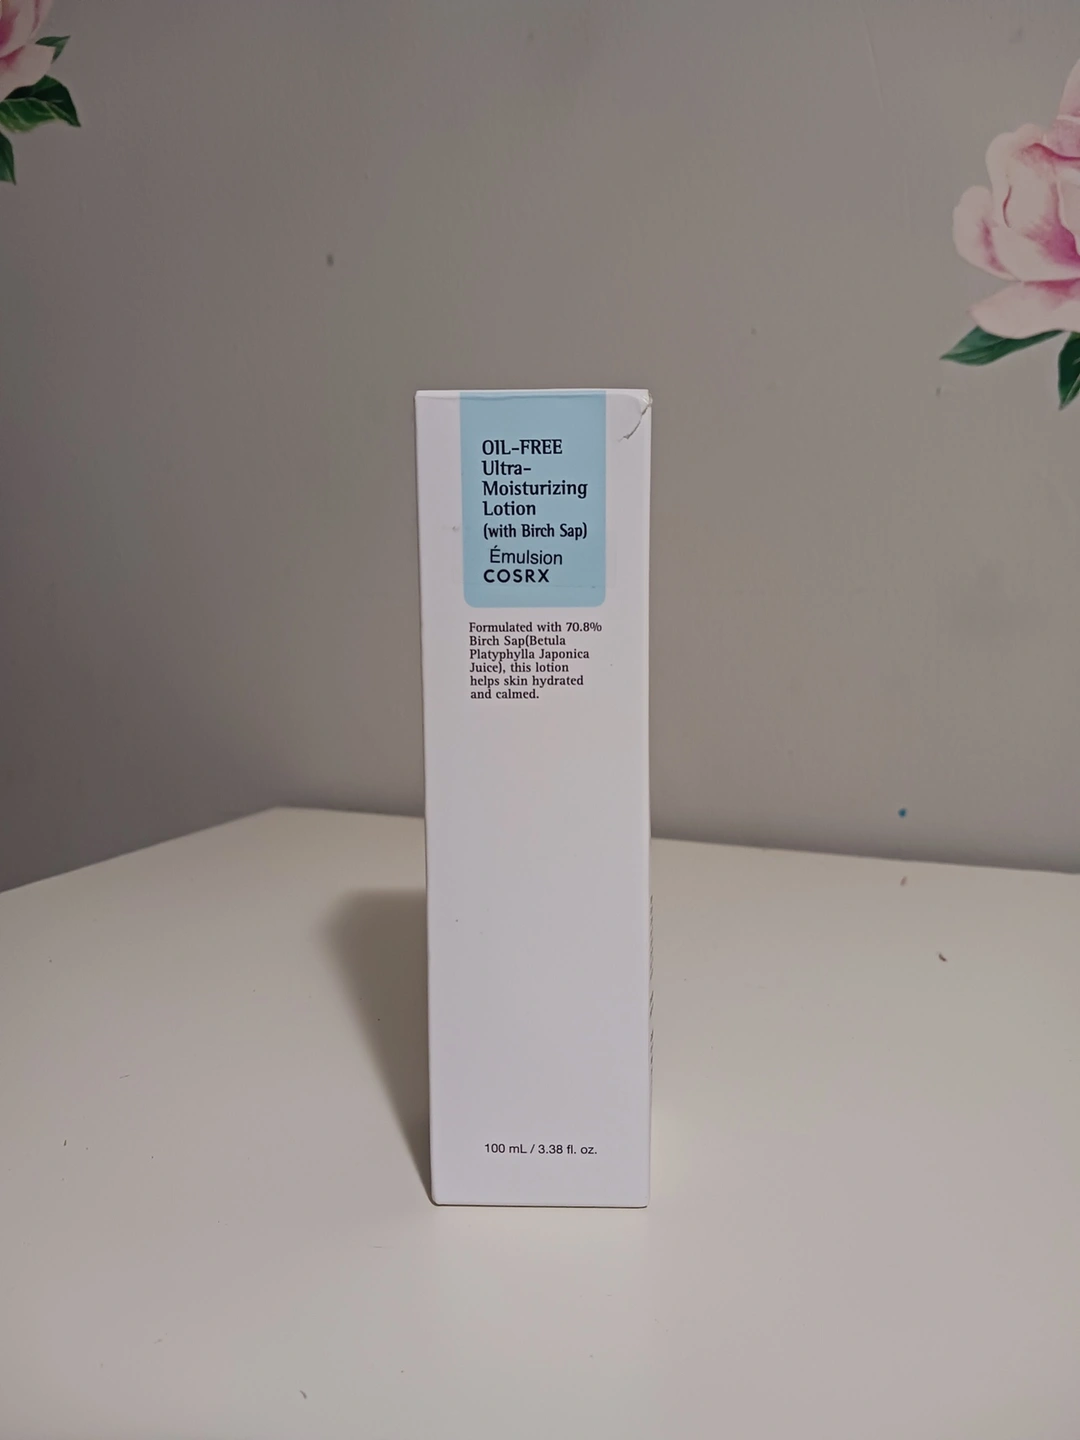 OIL-FREE
Ultra-
Moisturizing
Lotion
(with Birch Sap)
Émulsion
COSRX
Formulated with 70.8%
Birch Sap(Betula
Platyphylla Japonica
Juice), this lotion
helps skin hydrated
and calmed.
100 mL / 3.38 fl. oz.